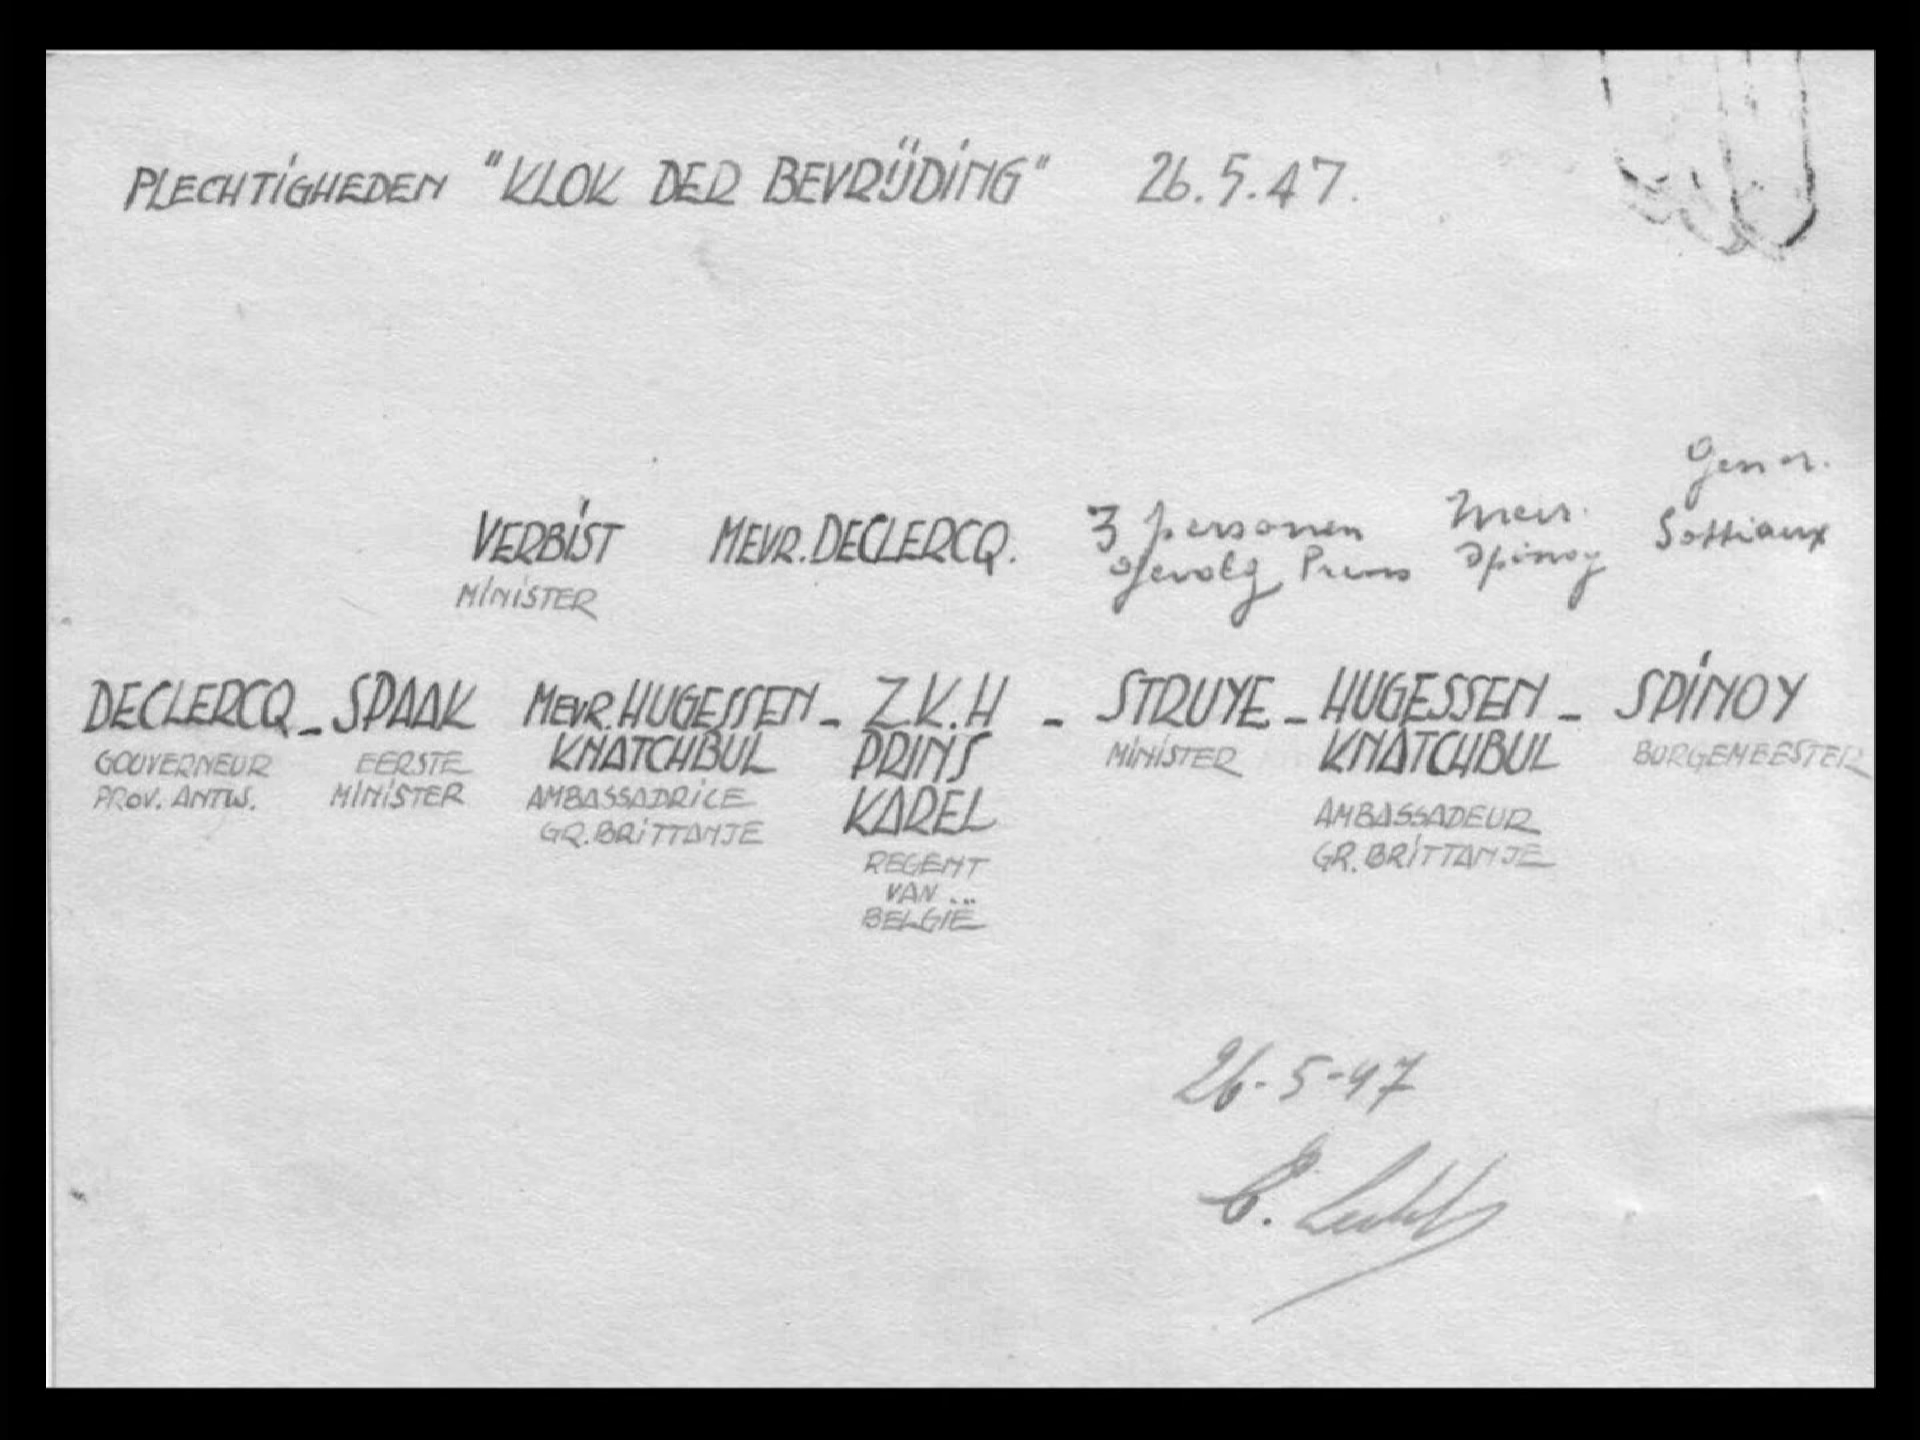 PLECHTIGHEDEN "KLOK DER BEVRIJDING" 26.5.47.
Gener.
VERBIST MEVR. DECLERCQ. 3 personen Mevr. Sottiaux
MINISTER gevolg Prins Spinoy
DECLERCQ - SPAAK MEVR. HUGESSEN - Z.K.H - STRUYE - HUGESSEN - SPINOY
GOUVERNEUR EERSTE KNATCHBUL PRINS MINISTER KNATCHBUL BURGEMEESTER
PROV. ANTW. MINISTER AMBASSADRICE KAREL AMBASSADEUR
GR. BRITTANJE GR. BRITTANJE
REGENT
VAN
BELGIË
26-5-47